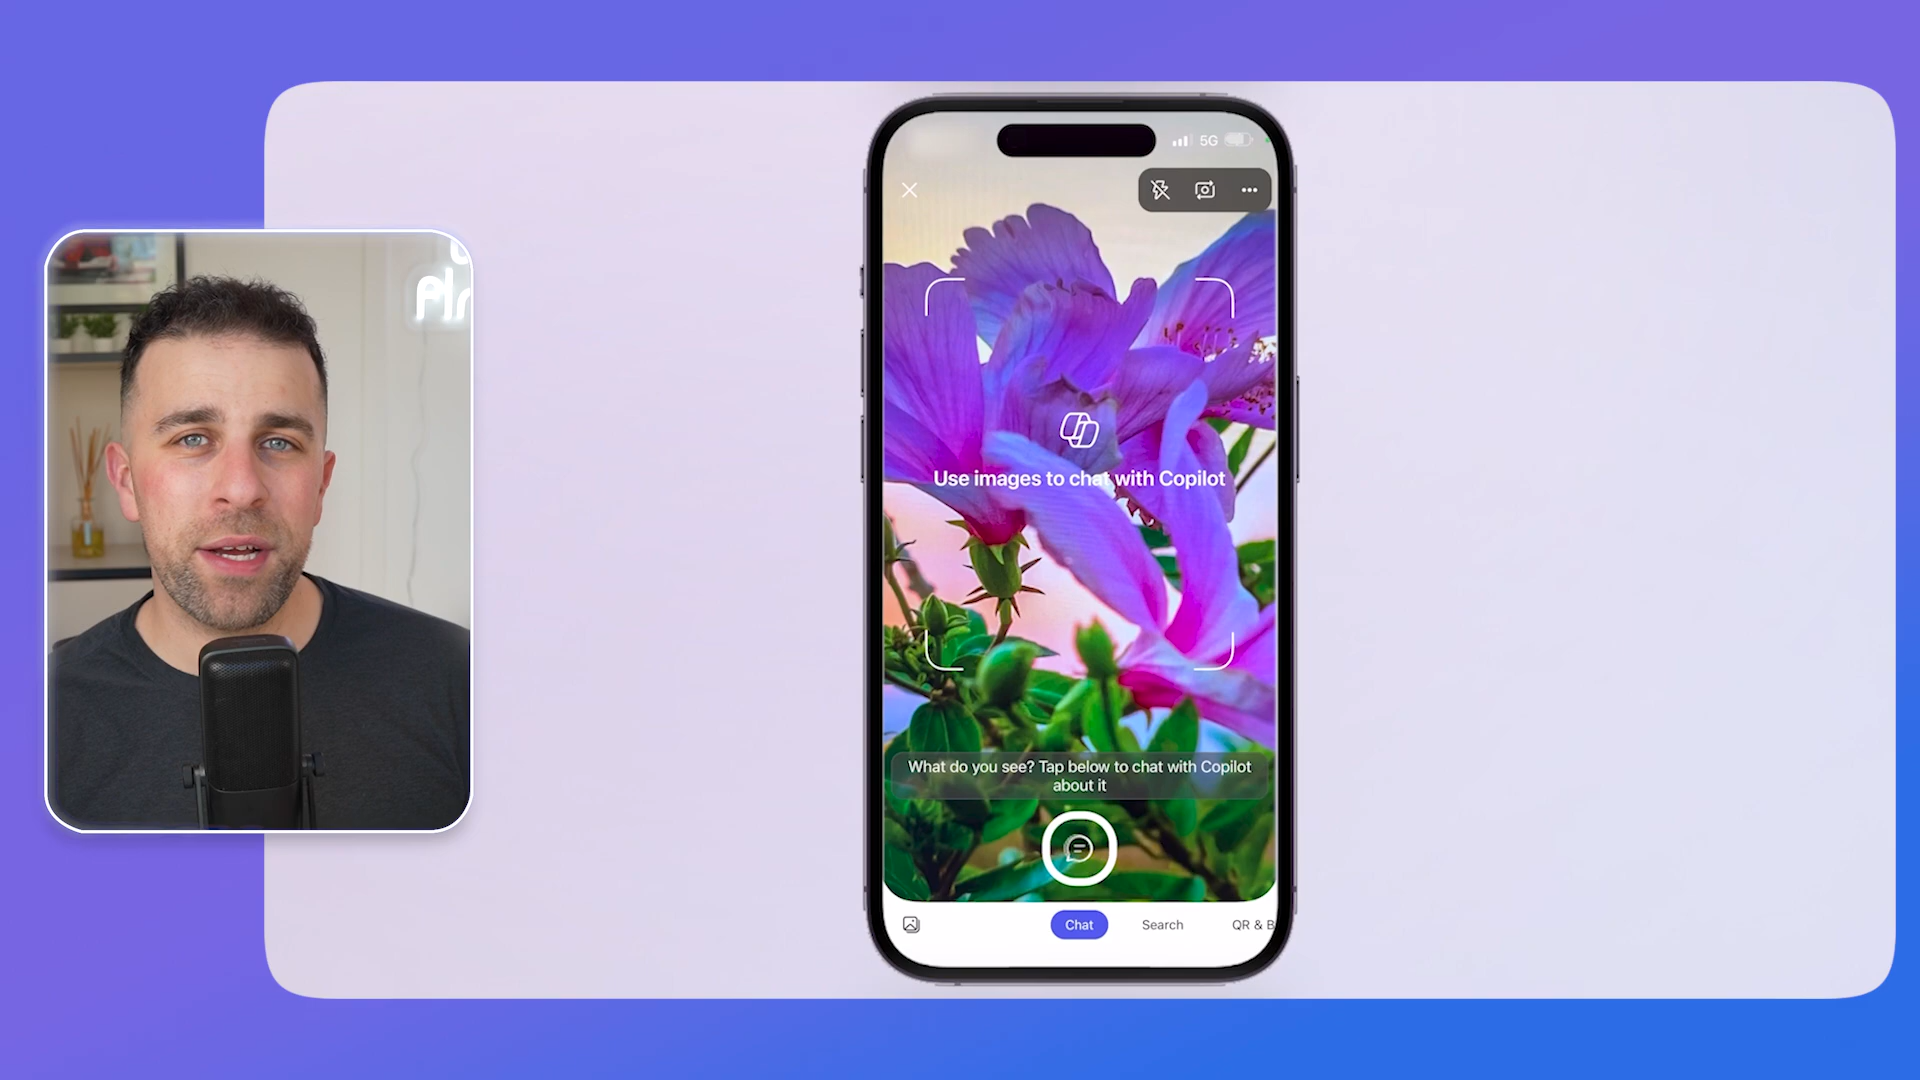 5G
Use images to chat with Copilot
What do you see? Tap below to chat with Copilot
about it
Chat
Search
QR & B